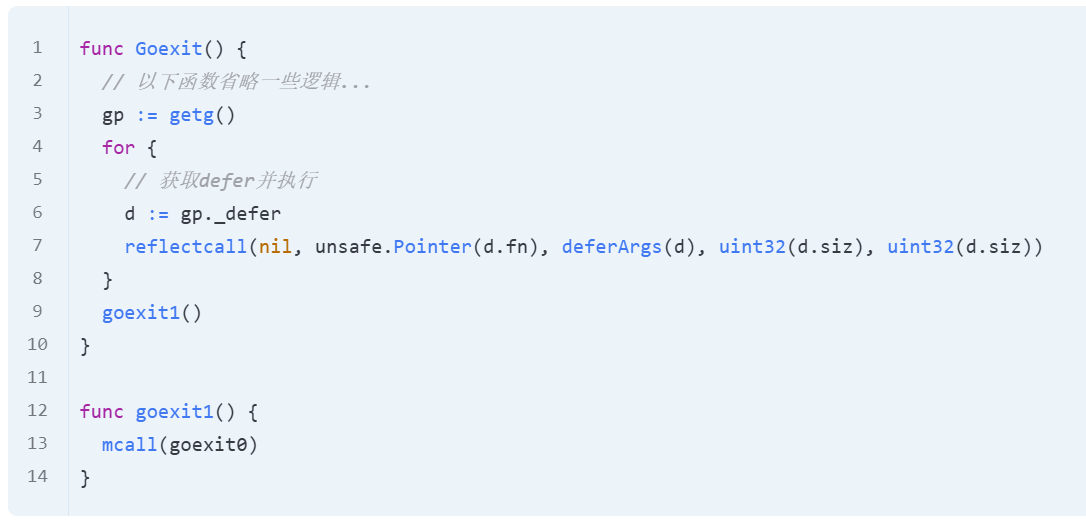 1 func Goexit() {
2   // 以下函数省略一些逻辑...
3   gp := getg()
4   for {
5     // 获取defer并执行
6     d := gp._defer
7     reflectcall(nil, unsafe.Pointer(d.fn), deferArgs(d), uint32(d.siz), uint32(d.siz))
8   }
9   goexit1()
10 }
11
12 func goexit1() {
13   mcall(goexit0)
14 }